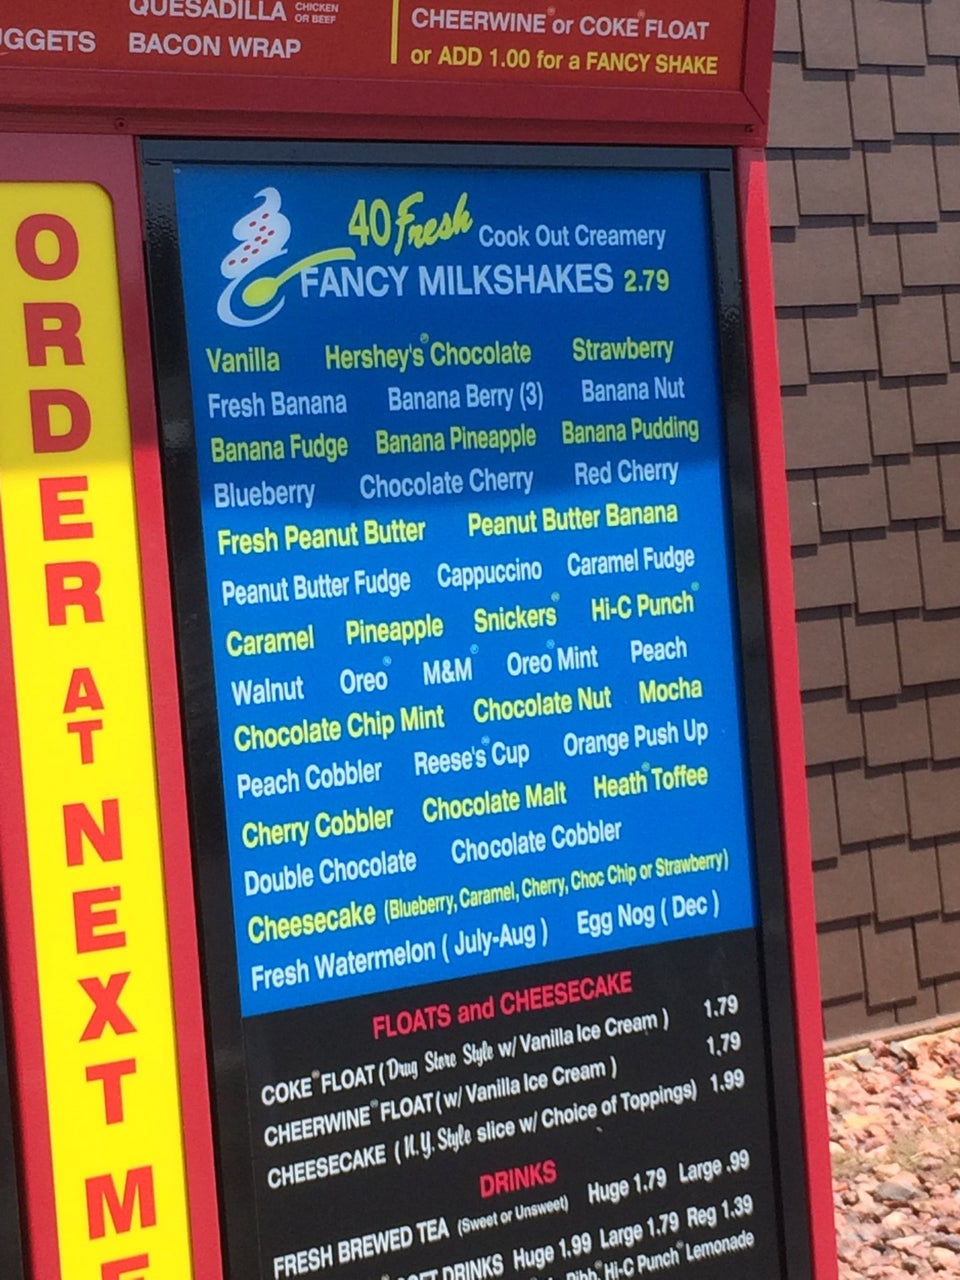 QUESADILLA CHICKEN OR BEEF
BACON WRAP
CHEERWINE® or COKE® FLOAT
or ADD 1.00 for a FANCY SHAKE
ORDER AT NEXT
40 Fresh Cook Out Creamery
FANCY MILKSHAKES 2.79
Vanilla Hershey's® Chocolate Strawberry
Fresh Banana Banana Berry (3) Banana Nut
Banana Fudge Banana Pineapple Banana Pudding
Blueberry Chocolate Cherry Red Cherry
Fresh Peanut Butter Peanut Butter Banana
Peanut Butter Fudge Cappuccino Caramel Fudge
Caramel Pineapple Snickers® Hi-C Punch®
Walnut Oreo® M&M® Oreo® Mint Peach
Chocolate Chip Mint Chocolate Nut Mocha
Peach Cobbler Reese's® Cup Orange Push Up
Cherry Cobbler Chocolate Malt Heath® Toffee
Double Chocolate Chocolate Cobbler
Cheesecake (Blueberry, Caramel, Cherry, Choc Chip or Strawberry)
Fresh Watermelon ( July-Aug ) Egg Nog ( Dec )
FLOATS and CHEESECAKE
COKE® FLOAT ( Drug Store Style w/ Vanilla Ice Cream ) 1.79
CHEERWINE® FLOAT ( w/ Vanilla Ice Cream ) 1.79
CHEESECAKE ( N.Y. Style slice w/ Choice of Toppings) 1.99
DRINKS
FRESH BREWED TEA (Sweet or Unsweet) Huge 1.79 Large .99
DRINKS Huge 1.99 Large 1.79 Reg 1.39
Hi-C Punch® Lemonade